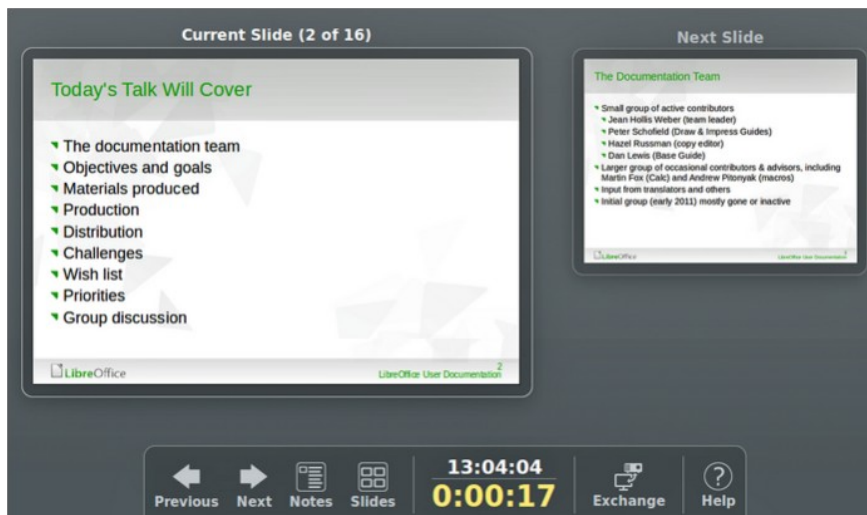 Current Slide (2 of 16)
Today's Talk Will Cover
The documentation team
Objectives and goals
Materials produced
Production
Distribution
Challenges
Wish list
Priorities
Group discussion
LibreOffice
LibreOffice User Documentation
2
Next Slide
The Documentation Team
Small group of active contributors
Jean Hollis Weber (team leader)
Peter Schofield (Draw & Impress Guides)
Hazel Russman (copy editor)
Dan Lewis (Base Guide)
Larger group of occasional contributors & advisors, including
Martin Fox (Calc) and Andrew Pitonyak (macros)
Input from translators and others
Initial group (early 2011) mostly gone or inactive
LibreOffice
LibreOffice User Documentation
Previous
Next
Notes
Slides
13:04:04
0:00:17
Exchange
Help